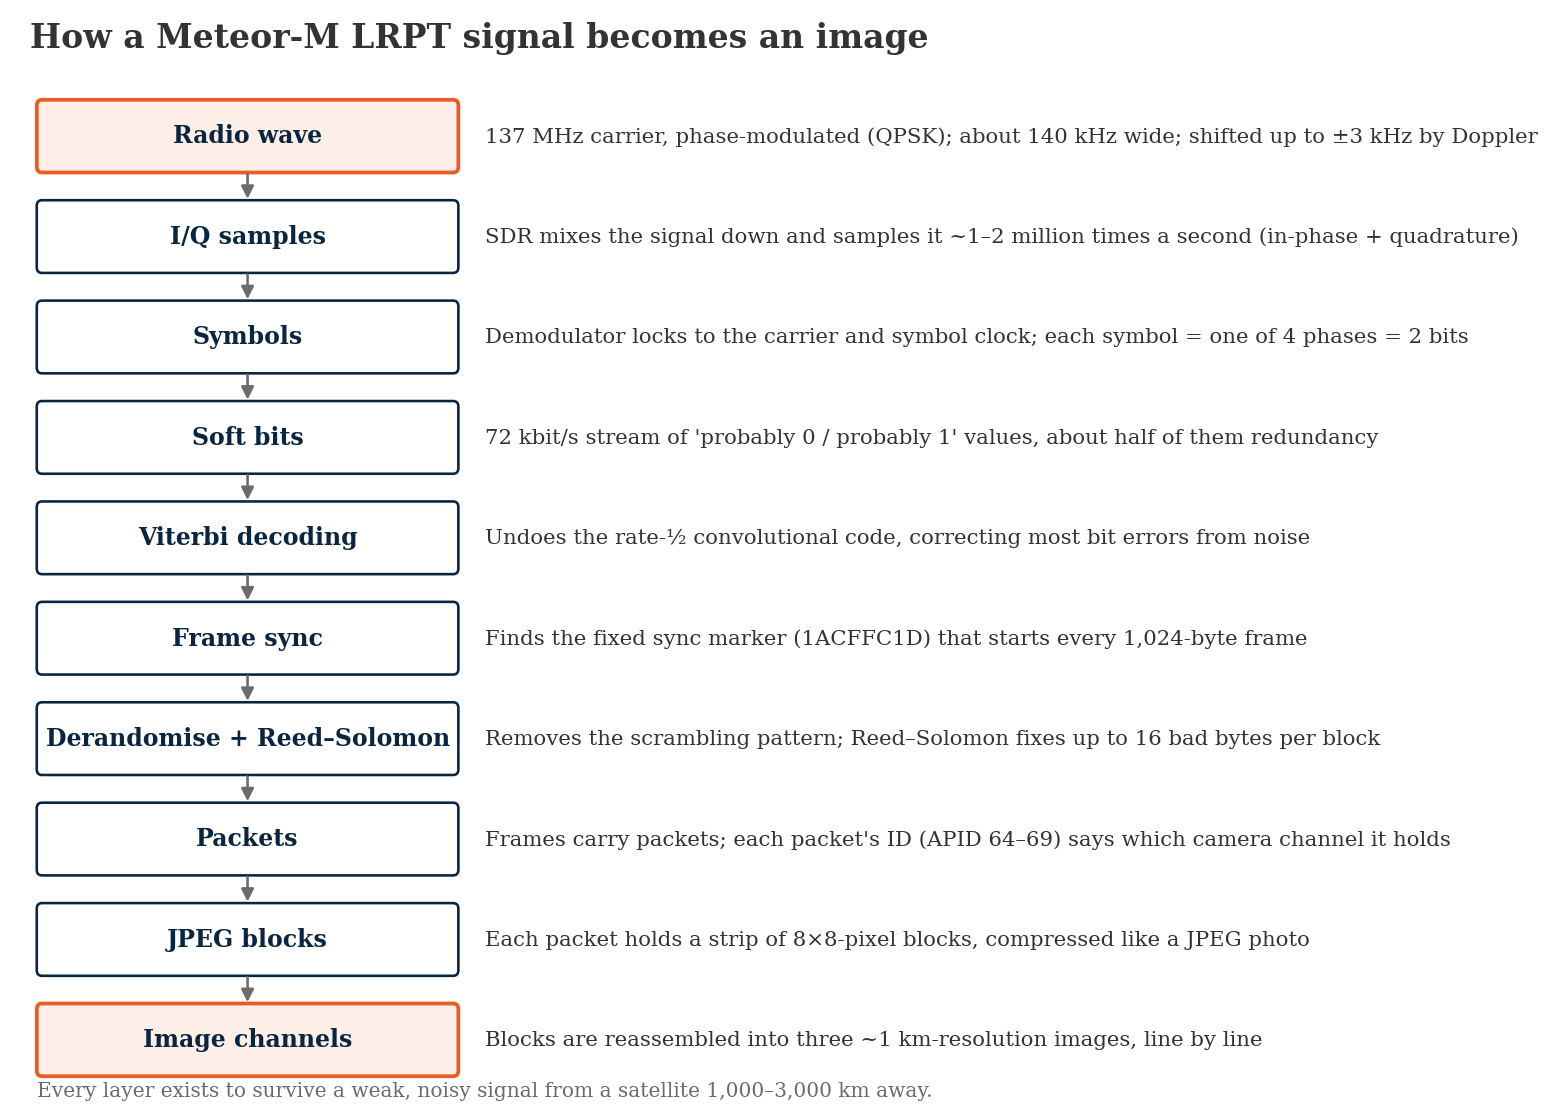 How a Meteor-M LRPT signal becomes an image
Radio wave
137 MHz carrier, phase-modulated (QPSK); about 140 kHz wide; shifted up to ±3 kHz by Doppler
I/Q samples
SDR mixes the signal down and samples it ~1–2 million times a second (in-phase + quadrature)
Symbols
Demodulator locks to the carrier and symbol clock; each symbol = one of 4 phases = 2 bits
Soft bits
72 kbit/s stream of 'probably 0 / probably 1' values, about half of them redundancy
Viterbi decoding
Undoes the rate-½ convolutional code, correcting most bit errors from noise
Frame sync
Finds the fixed sync marker (1ACFFC1D) that starts every 1,024-byte frame
Derandomise + Reed–Solomon
Removes the scrambling pattern; Reed–Solomon fixes up to 16 bad bytes per block
Packets
Frames carry packets; each packet's ID (APID 64–69) says which camera channel it holds
JPEG blocks
Each packet holds a strip of 8×8-pixel blocks, compressed like a JPEG photo
Image channels
Blocks are reassembled into three ~1 km-resolution images, line by line
Every layer exists to survive a weak, noisy signal from a satellite 1,000–3,000 km away.